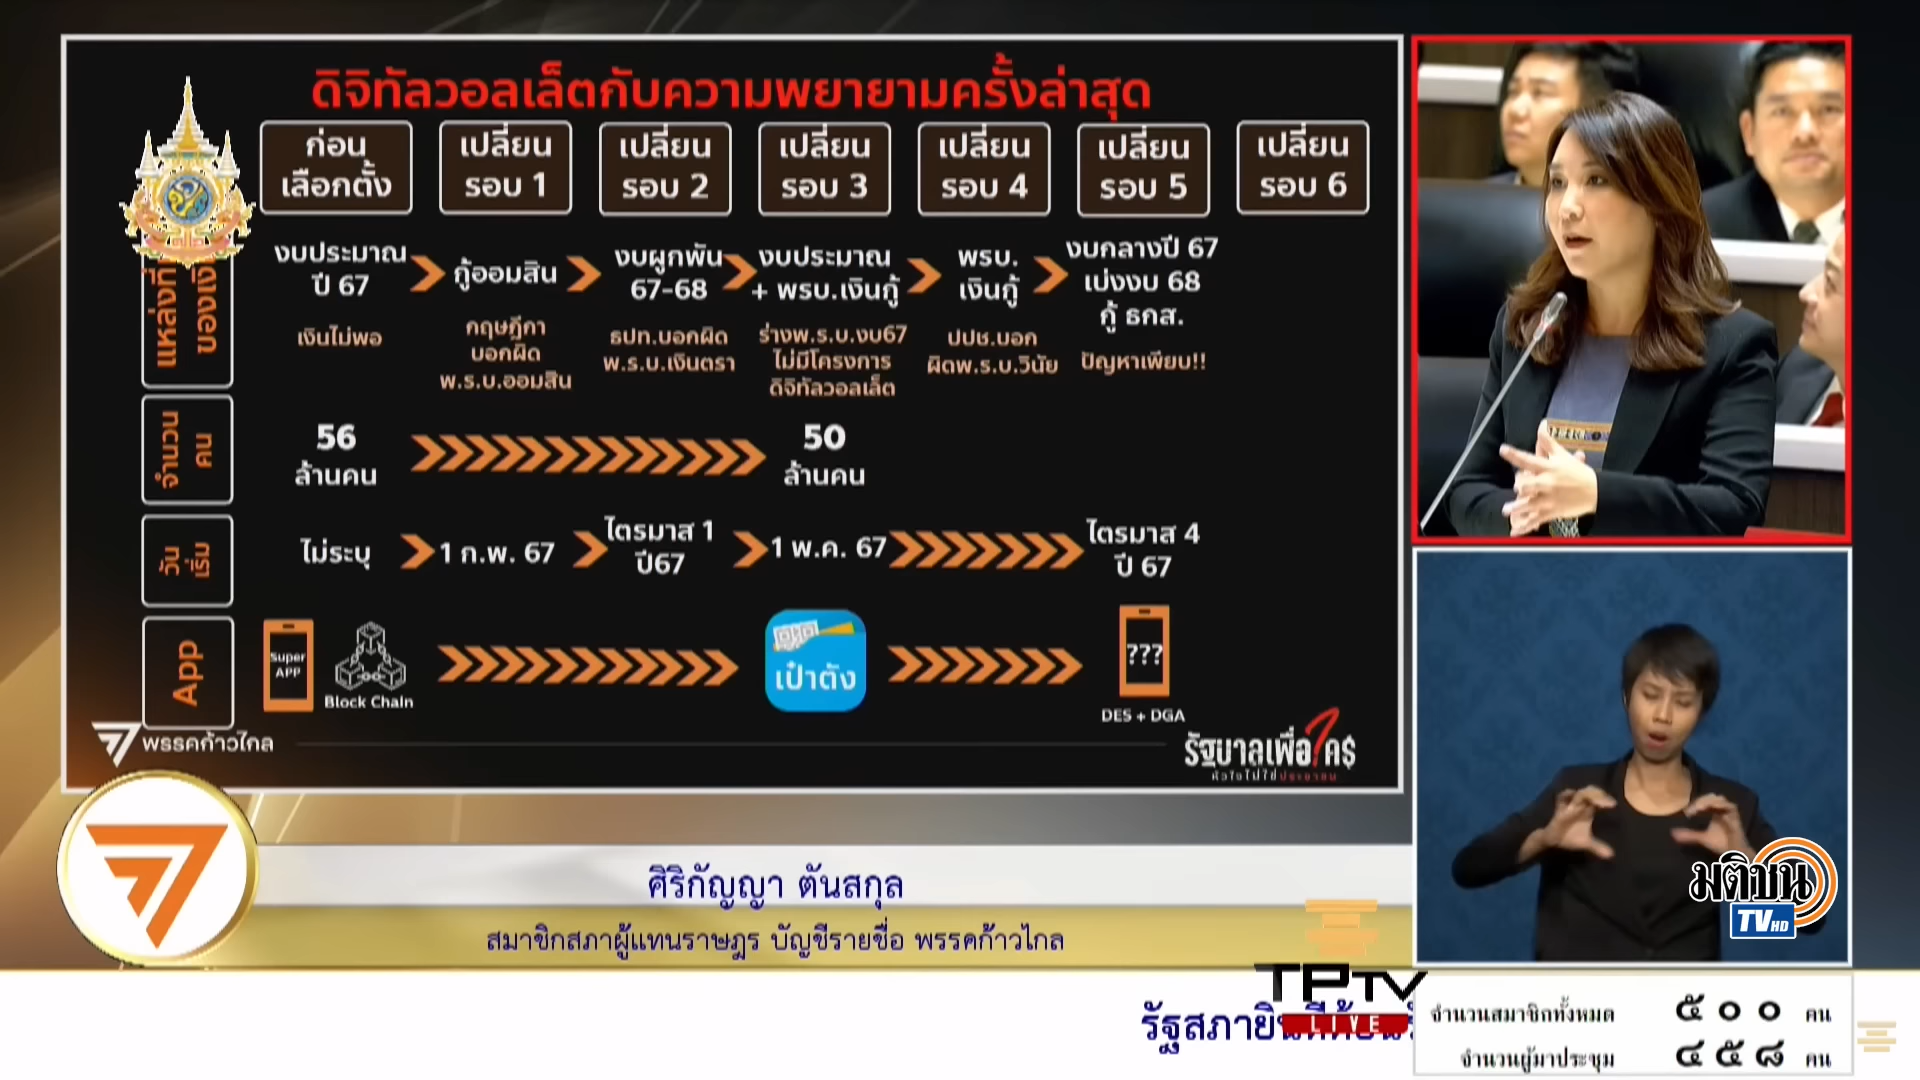 ดิจิทัลวอลเล็ตกับความพยายามครั้งล่าสุด
ก่อน
เลือกตั้ง
เปลี่ยน
รอบ 1
เปลี่ยน
รอบ 2
เปลี่ยน
รอบ 3
เปลี่ยน
รอบ 4
เปลี่ยน
รอบ 5
เปลี่ยน
รอบ 6
แหล่งที่
ของเงิน
งบประมาณ
ปี 67
เงินไม่พอ
กู้ออมสิน
กฤษฎีกา
บอกผิด
พ.ร.บ.ออมสิน
งบผูกพัน
67-68
ธปท.บอกผิด
พ.ร.บ.เงินตรา
งบประมาณ
+ พรบ.เงินกู้
ร่างพ.ร.บ.งบ67
ไม่มีโครงการ
ดิจิทัลวอลเล็ต
พรบ.
เงินกู้
ปปช.บอก
ผิดพ.ร.บ.วินัย
งบกลางปี 67
เบ่งงบ 68
กู้ ธกส.
ปัญหาเพียบ!!
จำนวน
คน
56
ล้านคน
50
ล้านคน
วัน
เริ่ม
ไม่ระบุ
1 ก.พ. 67
ไตรมาส 1
ปี67
1 พ.ค. 67
ไตรมาส 4
ปี 67
App
Super
APP
Block Chain
เป๋าตัง
???
DES + DGA
พรรคก้าวไกล
รัฐบาลเพื่อใคร$
หัวใจไม่ใช่ประชาชน
ศิริกัญญา ตันสกุล
สมาชิกสภาผู้แทนราษฎร บัญชีรายชื่อ พรรคก้าวไกล
มติชน
TV HD
TPTV
LIVE
รัฐสภายินดีต้อนรั
จำนวนสมาชิกทั้งหมด ๕๐๐ คน
จำนวนผู้มาประชุม ๔๕๘ คน